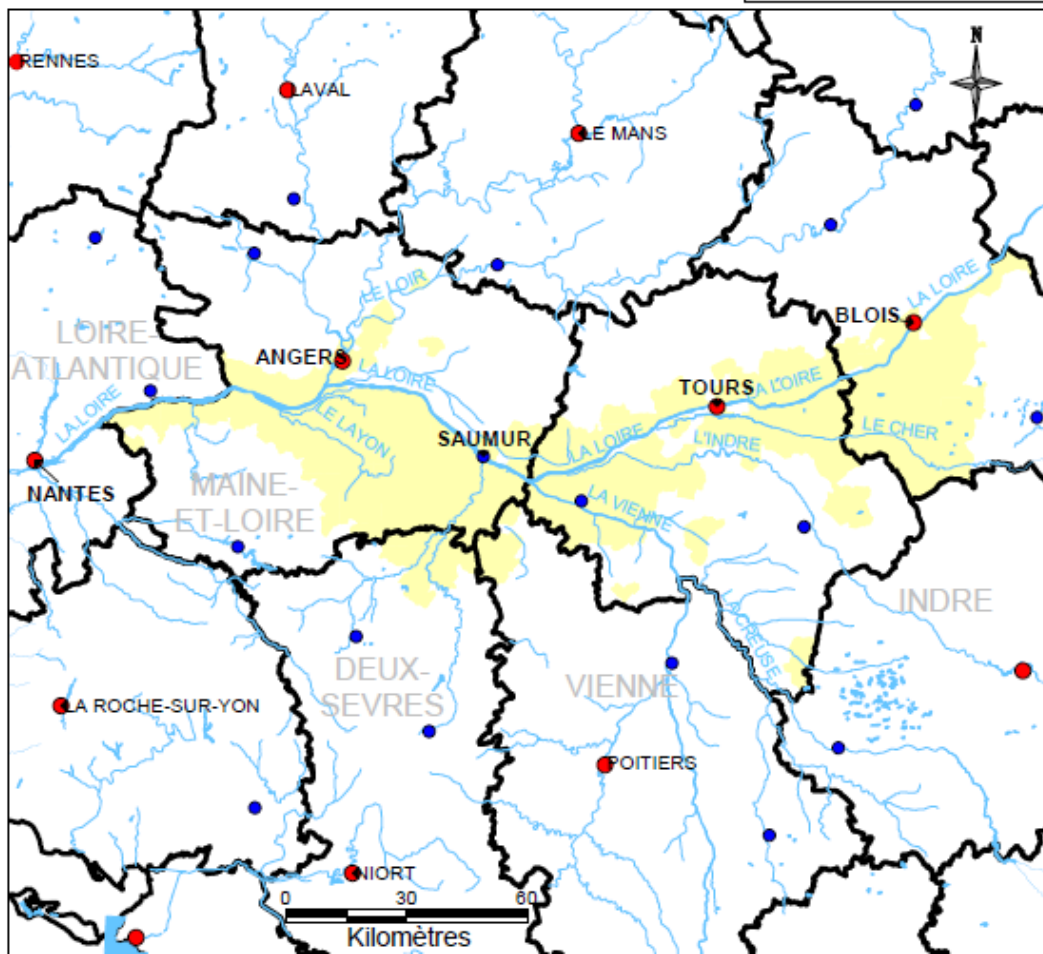 N
RENNES
LAVAL
LE MANS
LE LOIR
LA LOIRE
BLOIS
LOIRE-
ATLANTIQUE
ANGERS
LA LOIRE
TOURS
LA LOIRE
LA LOIRE
LE LAYON
SAUMUR
LA LOIRE
L'INDRE
LE CHER
NANTES
MAINE-
ET-LOIRE
LA VIENNE
INDRE
LA CREUSE
DEUX-
SEVRES
VIENNE
LA ROCHE-SUR-YON
POITIERS
NIORT
0 30 60
Kilomètres